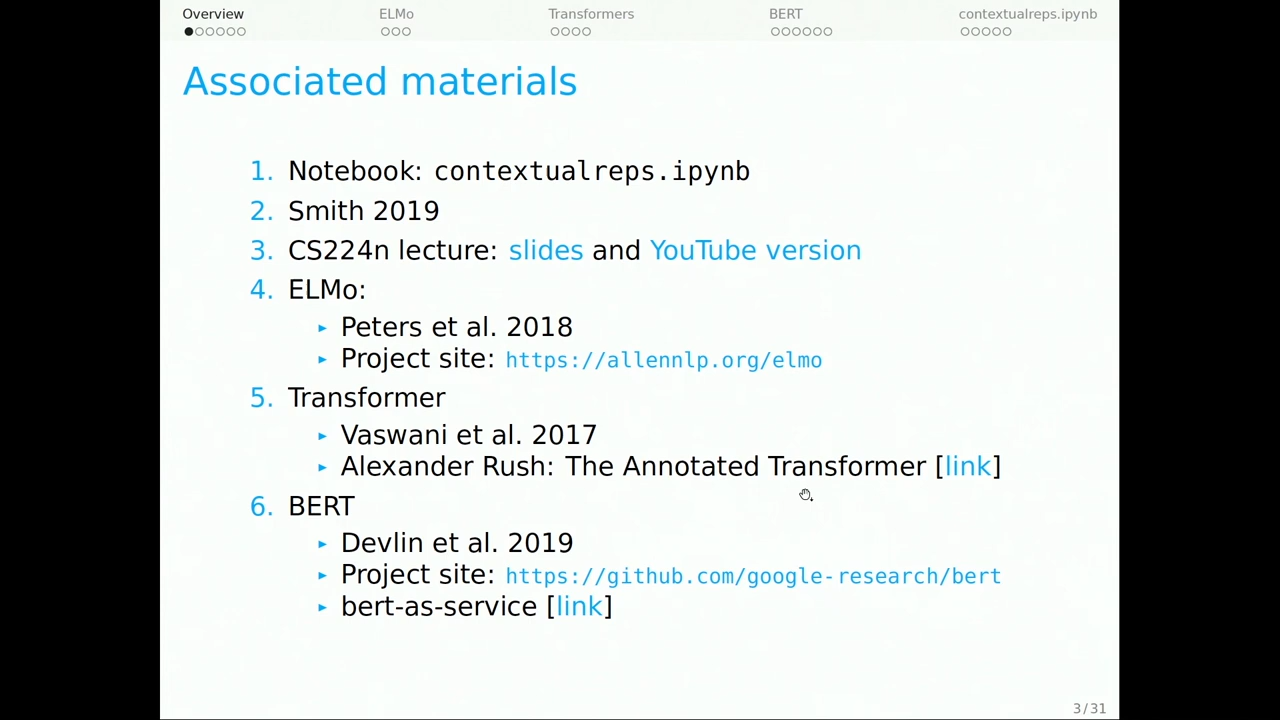 Overview ELMo Transformers BERT contextualreps.ipynb
Associated materials
1. Notebook: contextualreps.ipynb
2. Smith 2019
3. CS224n lecture: slides and YouTube version
4. ELMo:
▸ Peters et al. 2018
▸ Project site: https://allennlp.org/elmo
5. Transformer
▸ Vaswani et al. 2017
▸ Alexander Rush: The Annotated Transformer [link]
6. BERT
▸ Devlin et al. 2019
▸ Project site: https://github.com/google-research/bert
▸ bert-as-service [link]
3 / 31